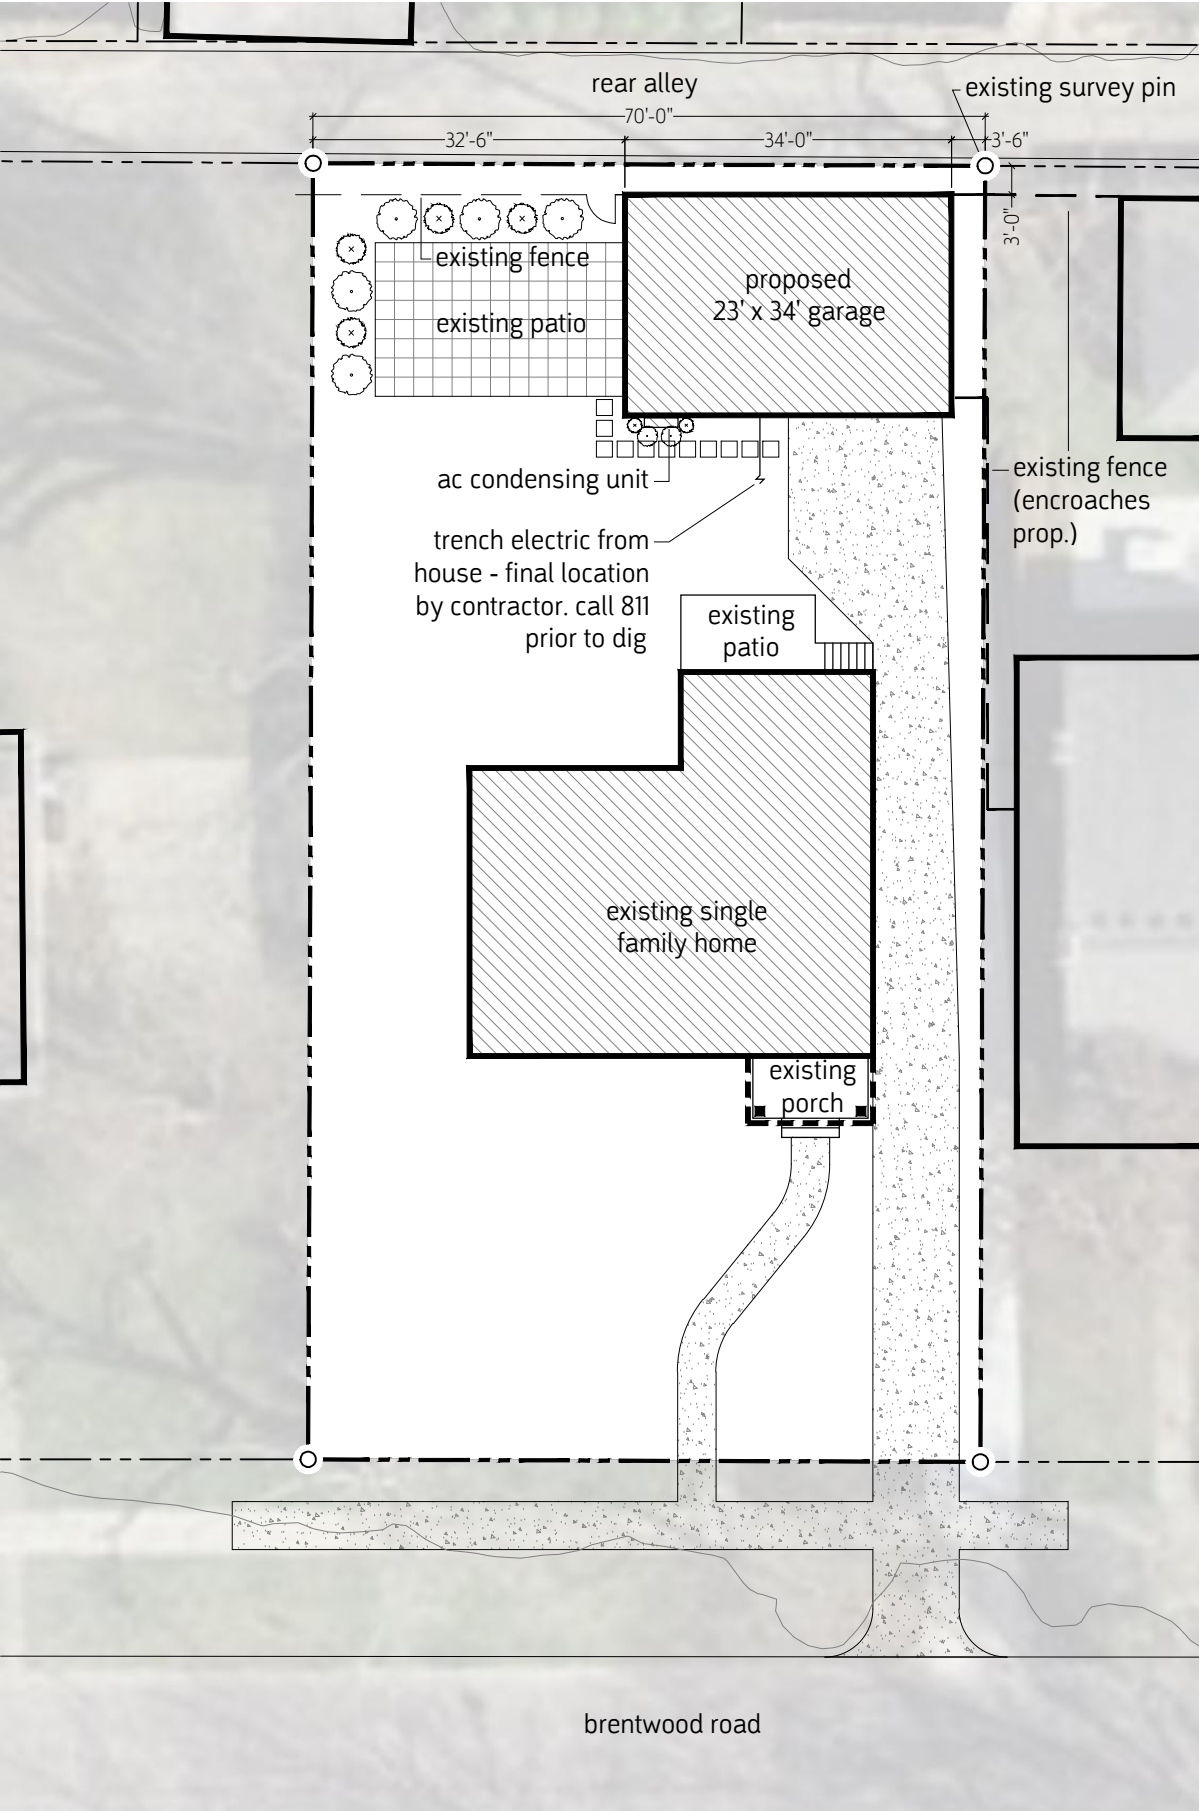 rear alley
existing survey pin
70'-0"
32'-6"
34'-0"
3'-6"
3'-0"
existing fence
existing patio
proposed
23' x 34' garage
ac condensing unit
existing fence
(encroaches
prop.)
trench electric from
house - final location
by contractor. call 811
prior to dig
existing
patio
existing single
family home
existing
porch
brentwood road